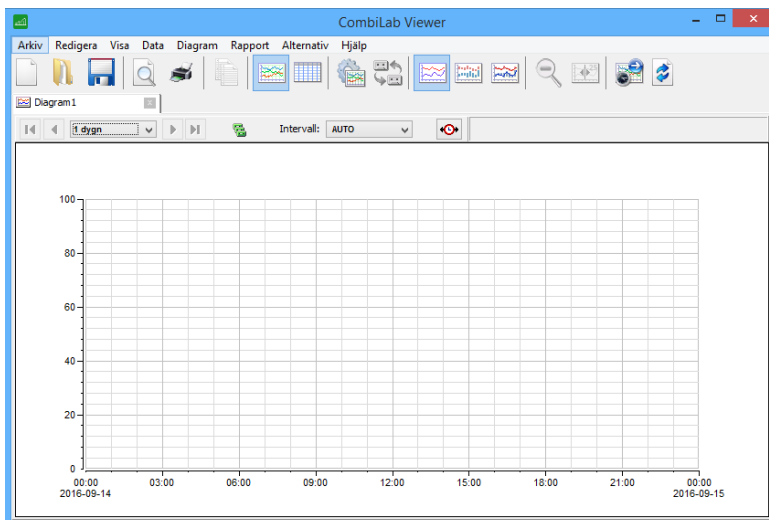 CombiLab Viewer
Arkiv Redigera Visa Data Diagram Rapport Alternativ Hjälp
Diagram1
1 dygn Intervall: AUTO
100
80
60
40
20
0
00:00 03:00 06:00 09:00 12:00 15:00 18:00 21:00 00:00
2016-09-14 2016-09-15